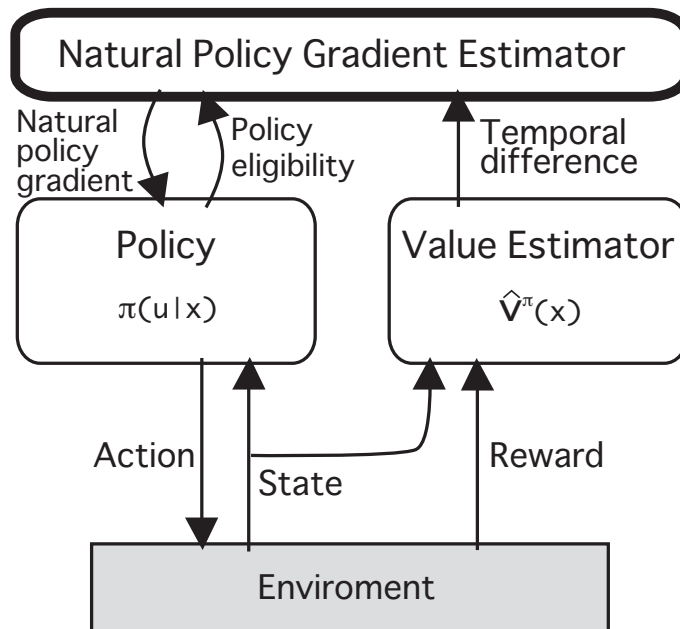 Natural Policy Gradient Estimator
Natural
policy
gradient
Policy
eligibility
Temporal
difference
Policy
π(u|x)
Value Estimator
V̂^π(x)
Action
State
Reward
Enviroment